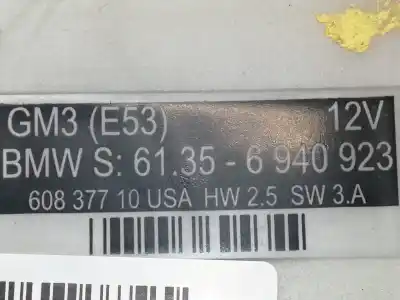 GM3 (E53) 12V
BMW S: 61.35 - 6 940 923
608 377 10 USA HW 2.5 SW 3.A